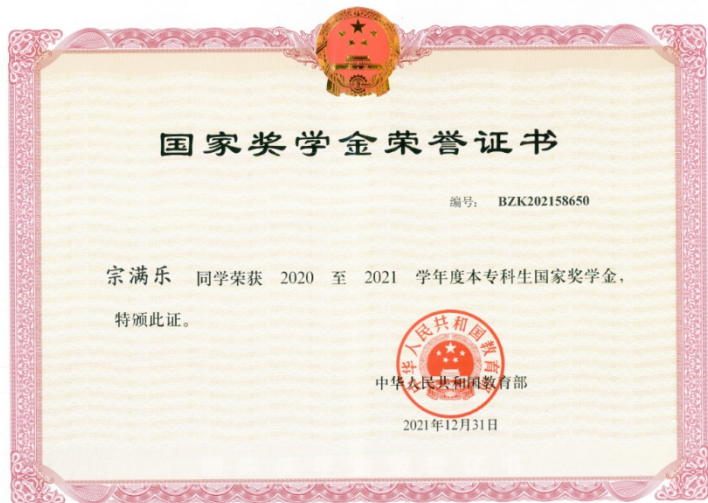 国家奖学金荣誉证书
编号： BZK202158650
宗满乐 同学荣获 2020 至 2021 学年度本专科生国家奖学金，
特颁此证。
中华人民共和国教育部
中华人民共和国教育部
2021年12月31日